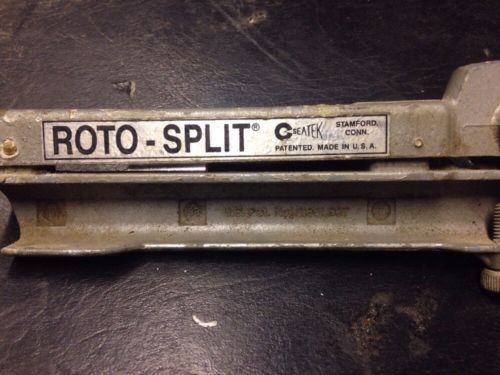 ROTO - SPLIT®
SEATEK
STAMFORD,
CONN.
PATENTED. MADE IN U.S.A.